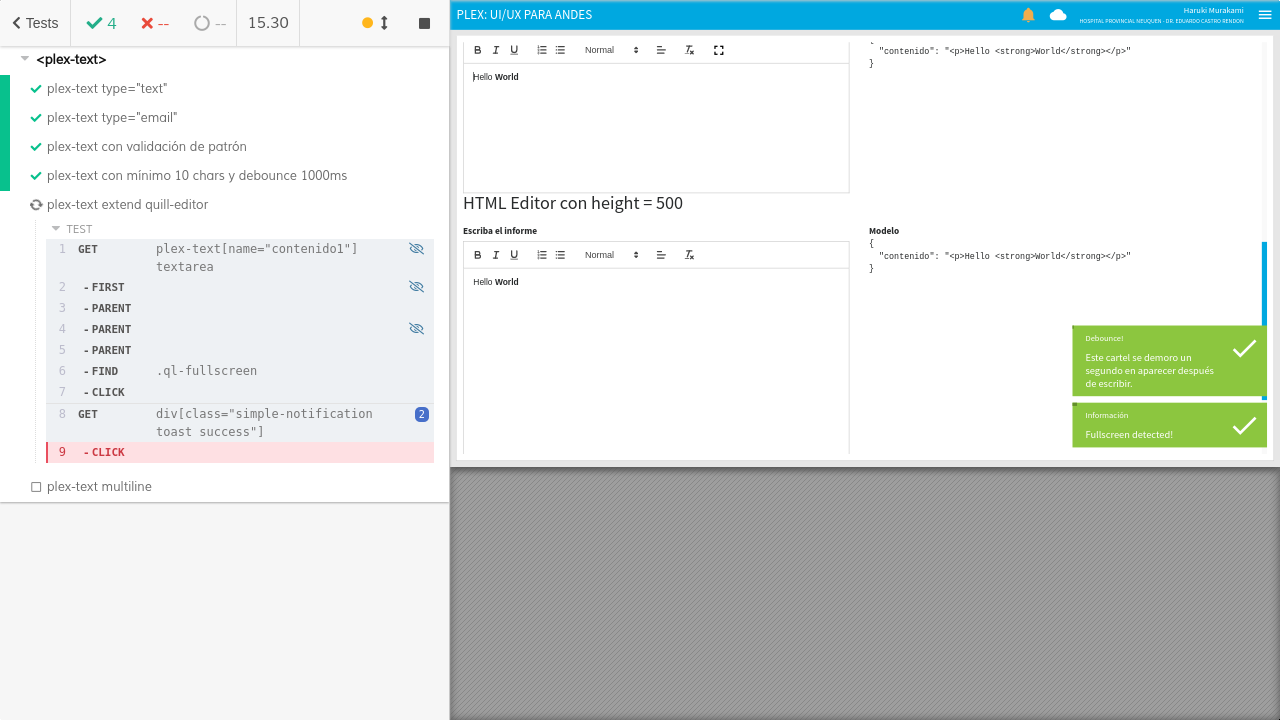 Tests
4
--
--
15.30
<plex-text>
plex-text type="text"
plex-text type="email"
plex-text con validación de patrón
plex-text con mínimo 10 chars y debounce 1000ms
plex-text extend quill-editor
TEST
1 GET plex-text[name="contenido1"]
textarea
2 -FIRST
3 -PARENT
4 -PARENT
5 -PARENT
6 -FIND .ql-fullscreen
7 -CLICK
8 GET div[class="simple-notification 2
toast success"]
9 -CLICK
plex-text multiline
PLEX: UI/UX PARA ANDES
Haruki Murakami
HOSPITAL PROVINCIAL NEUQUEN - DR. EDUARDO CASTRO RENDON
B I U Normal
Hello World
"contenido": "<p>Hello <strong>World</strong></p>"
}
HTML Editor con height = 500
Escriba el informe
B I U Normal
Hello World
Modelo
{
"contenido": "<p>Hello <strong>World</strong></p>"
}
Debounce!
Este cartel se demoro un
segundo en aparecer después
de escribir.
Información
Fullscreen detected!